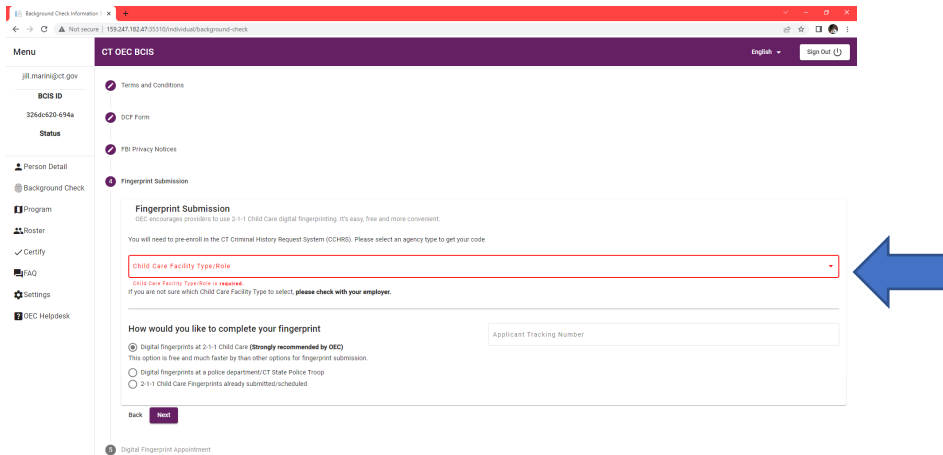 Background Check Information
Not secure | 159.247.182.47:55310/individual/background-check
Menu
CT OEC BCIS
English
Sign Out
jill.marini@ct.gov
BCIS ID
326dc620-694a
Status
Person Detail
Background Check
Program
Roster
Certify
FAQ
Settings
OEC Helpdesk
Terms and Conditions
DCF Form
FBI Privacy Notices
4 Fingerprint Submission
Fingerprint Submission
OEC encourages providers to use 2-1-1 Child Care digital fingerprinting. It's easy, free and more convenient.
You will need to pre-enroll in the CT Criminal History Request System (CCHRS). Please select an agency type to get your code
Child Care Facility Type/Role
Child Care Facility Type/Role is required.
If you are not sure which Child Care Facility Type to select, please check with your employer.
How would you like to complete your fingerprint
Applicant Tracking Number
Digital fingerprints at 2-1-1 Child Care (Strongly recommended by OEC)
This option is free and much faster by than other options for fingerprint submission.
Digital fingerprints at a police department/CT State Police Troop
2-1-1 Child Care Fingerprints already submitted/scheduled
Back
Next
5 Digital Fingerprint Appointment